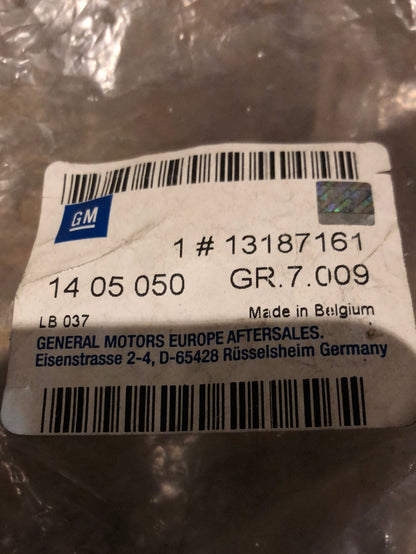 GM
1 # 13187161
14 05 050 GR.7.009
LB 037 Made in Belgium
GENERAL MOTORS EUROPE AFTERSALES.
Eisenstrasse 2-4, D-65428 Rüsselsheim Germany